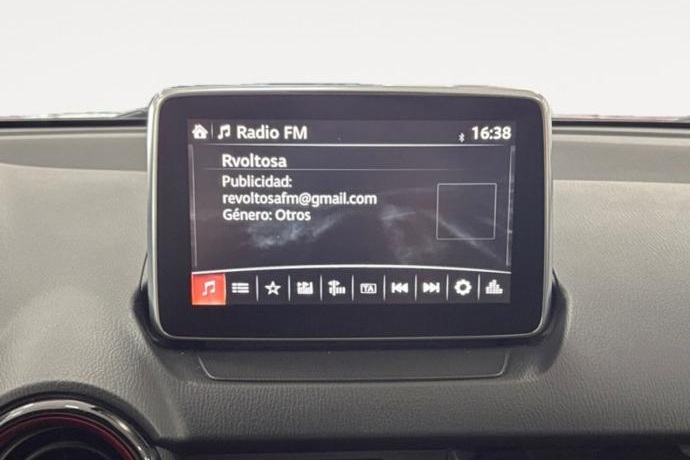 Radio FM 16:38
Rvoltosa
Publicidad:
revoltosafm@gmail.com
Género: Otros
TA